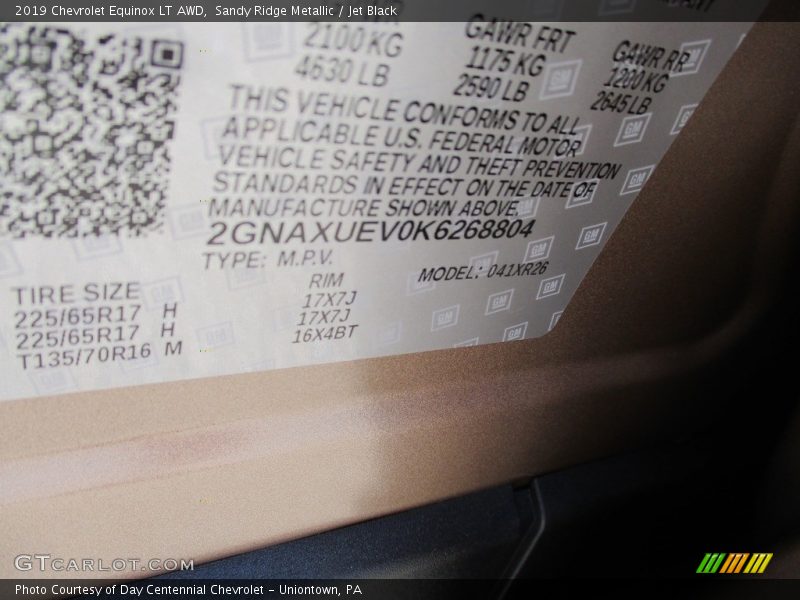 2019 Chevrolet Equinox LT AWD, Sandy Ridge Metallic / Jet Black
2100 KG
4630 LB
GAWR FRT
1175 KG
2590 LB
GAWR RR
1200 KG
2645 LB
THIS VEHICLE CONFORMS TO ALL
APPLICABLE U.S. FEDERAL MOTOR
VEHICLE SAFETY AND THEFT PREVENTION
STANDARDS IN EFFECT ON THE DATE OF
MANUFACTURE SHOWN ABOVE.
2GNAXUEV0K6268804
TYPE: M.P.V.
MODEL: 041XR26
TIRE SIZE RIM
225/65R17 H 17X7J
225/65R17 H 17X7J
T135/70R16 M 16X4BT
GTCARLOT.COM
Photo Courtesy of Day Centennial Chevrolet - Uniontown, PA